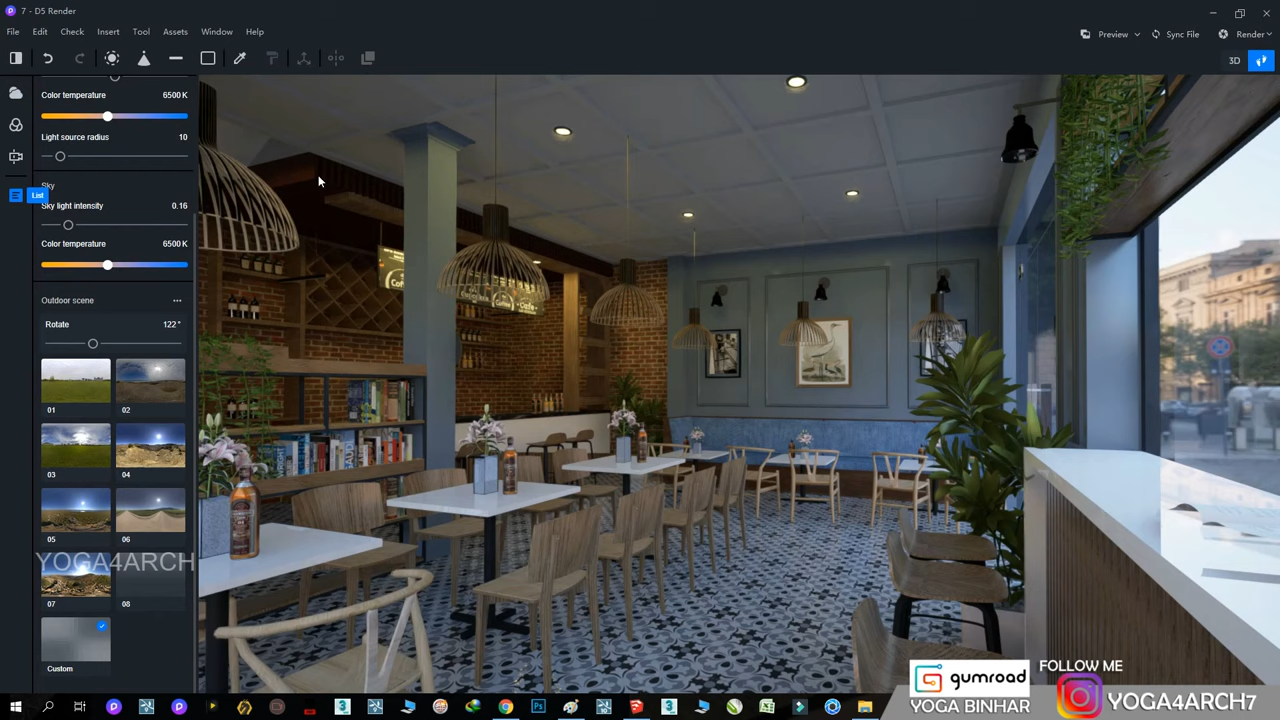 7 - D5 Render
File Edit Check Insert Tool Assets Window Help
Preview Sync File Render
3D
Color temperature 6500 K
Light source radius 10
Sky
List
Sky light intensity 0.16
Color temperature 6500 K
Outdoor scene ...
Rotate 122°
01 02
03 04
05 06
YOGA4ARCH
07 08
Custom
gumroad
YOGA BINHAR
FOLLOW ME
YOGA4ARCH7